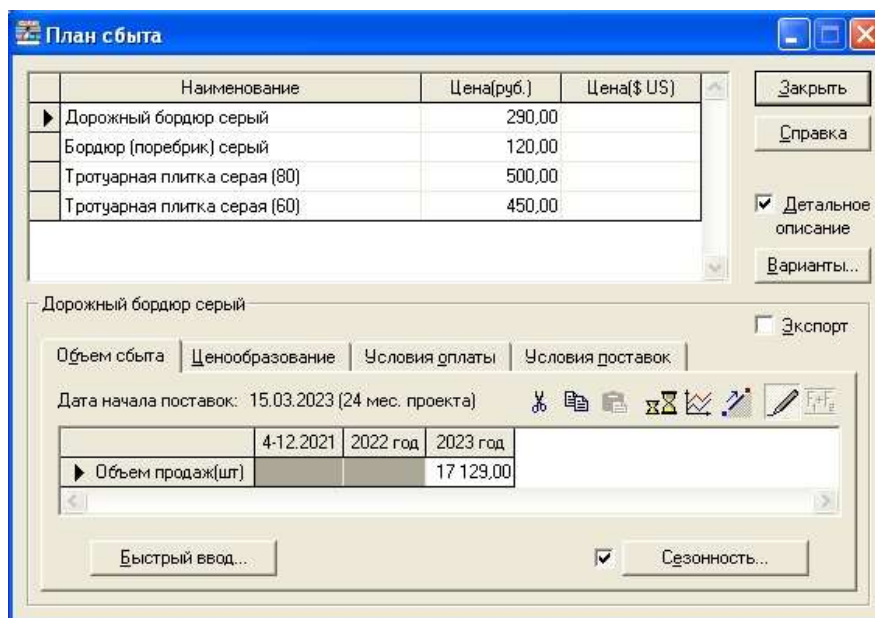 План сбыта
Наименование Цена(руб.) Цена($ US)
Дорожный бордюр серый 290,00
Бордюр (поребрик) серый 120,00
Тротуарная плитка серая (80) 500,00
Тротуарная плитка серая (60) 450,00
Закрыть
Справка
Детальное
описание
Варианты...
Дорожный бордюр серый
Экспорт
Объем сбыта Ценообразование Условия оплаты Условия поставок
Дата начала поставок: 15.03.2023 (24 мес. проекта)
4-12.2021 2022 год 2023 год
Объем продаж(шт) 17 129,00
Быстрый ввод... Сезонность...